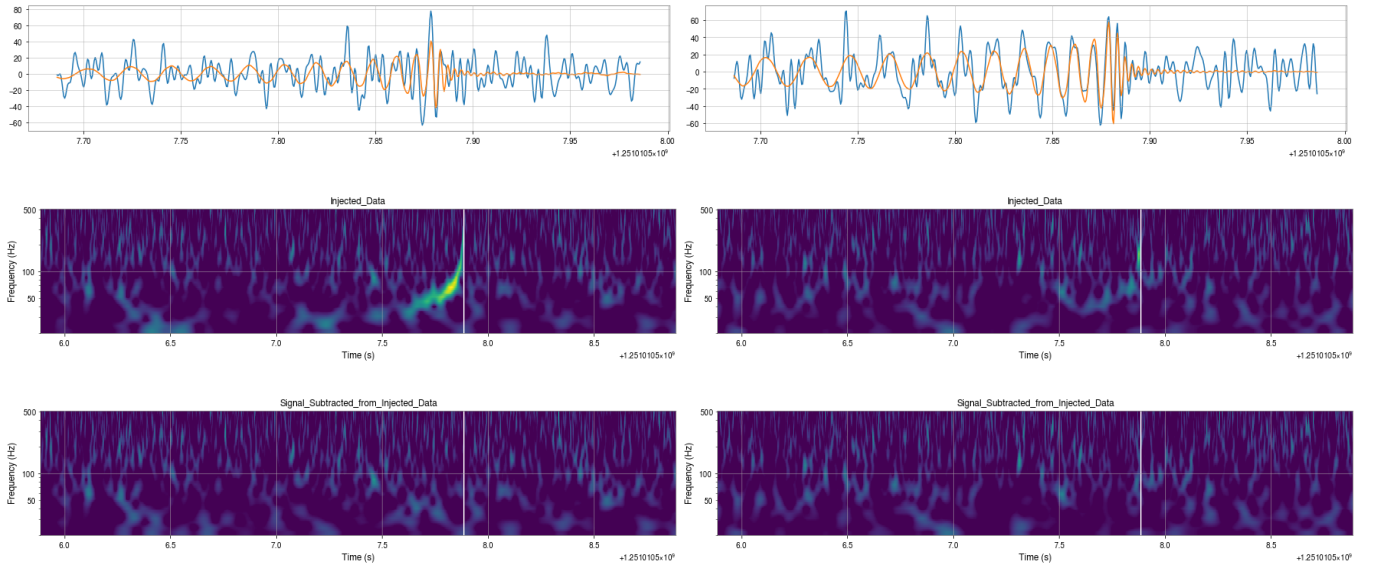 80
60
40
20
0
−20
−40
−60
7.70 7.75 7.80 7.85 7.90 7.95 8.00
+1.2510105×10⁹
80
60
40
20
0
−20
−40
−60
7.70 7.75 7.80 7.85 7.90 7.95 8.00
+1.2510105×10⁹
Injected_Data
Frequency (Hz)
500
100
50
6.0 6.5 7.0 7.5 8.0 8.5
Time (s)
+1.2510105×10⁹
Injected_Data
Frequency (Hz)
500
100
50
6.0 6.5 7.0 7.5 8.0 8.5
Time (s)
+1.2510105×10⁹
Signal_Subtracted_from_Injected_Data
Frequency (Hz)
500
100
50
6.0 6.5 7.0 7.5 8.0 8.5
Time (s)
+1.2510105×10⁹
Signal_Subtracted_from_Injected_Data
Frequency (Hz)
500
100
50
6.0 6.5 7.0 7.5 8.0 8.5
Time (s)
+1.2510105×10⁹